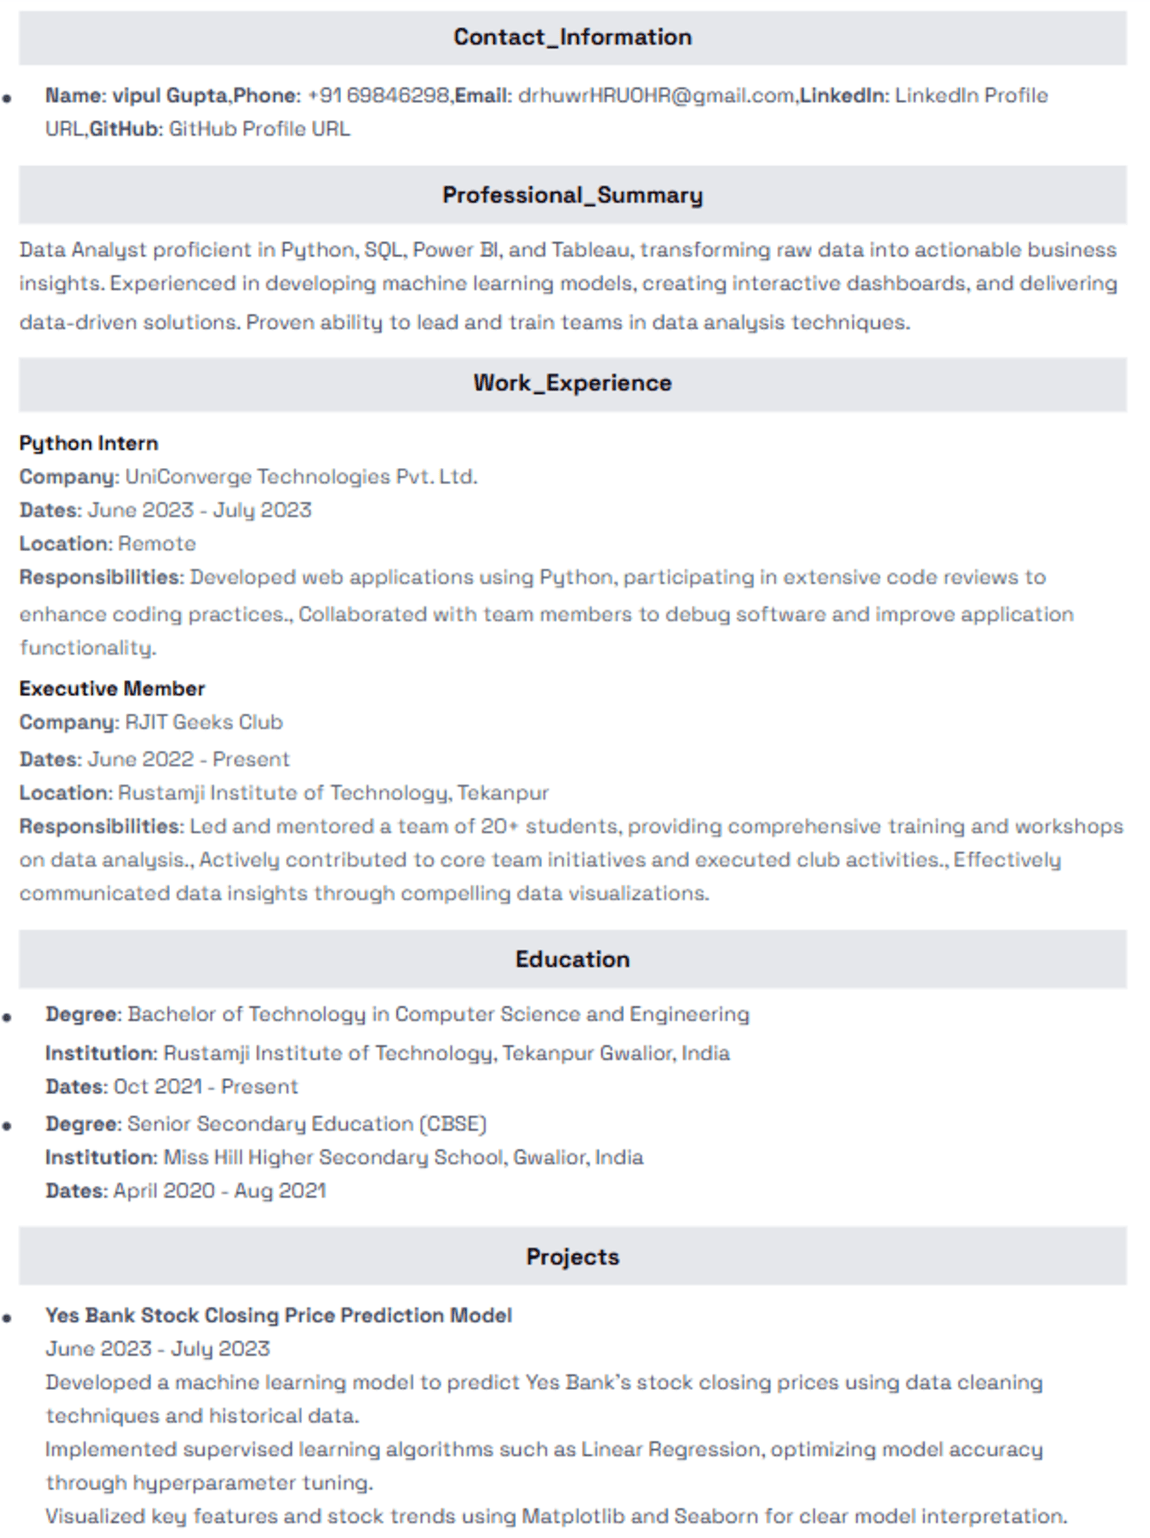 Contact_Information
• Name: vipul Gupta,Phone: +91 69846298,Email: drhuwrHRUOHR@gmail.com,LinkedIn: LinkedIn Profile
URL,GitHub: GitHub Profile URL
Professional_Summary
Data Analyst proficient in Python, SQL, Power BI, and Tableau, transforming raw data into actionable business
insights. Experienced in developing machine learning models, creating interactive dashboards, and delivering
data-driven solutions. Proven ability to lead and train teams in data analysis techniques.
Work_Experience
Python Intern
Company: UniConverge Technologies Pvt. Ltd.
Dates: June 2023 - July 2023
Location: Remote
Responsibilities: Developed web applications using Python, participating in extensive code reviews to
enhance coding practices., Collaborated with team members to debug software and improve application
functionality.
Executive Member
Company: RJIT Geeks Club
Dates: June 2022 - Present
Location: Rustamji Institute of Technology, Tekanpur
Responsibilities: Led and mentored a team of 20+ students, providing comprehensive training and workshops
on data analysis., Actively contributed to core team initiatives and executed club activities., Effectively
communicated data insights through compelling data visualizations.
Education
• Degree: Bachelor of Technology in Computer Science and Engineering
Institution: Rustamji Institute of Technology, Tekanpur Gwalior, India
Dates: Oct 2021 - Present
• Degree: Senior Secondary Education (CBSE)
Institution: Miss Hill Higher Secondary School, Gwalior, India
Dates: April 2020 - Aug 2021
Projects
• Yes Bank Stock Closing Price Prediction Model
June 2023 - July 2023
Developed a machine learning model to predict Yes Bank's stock closing prices using data cleaning
techniques and historical data.
Implemented supervised learning algorithms such as Linear Regression, optimizing model accuracy
through hyperparameter tuning.
Visualized key features and stock trends using Matplotlib and Seaborn for clear model interpretation.